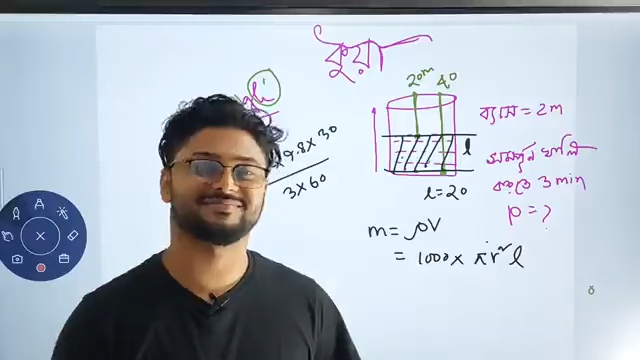 কুয়া
20m 40
ব্যাস = 2m
×9.8×30
3×60
l
সম্পূর্ণ খালি
করতে 3 min
l=20
P = ?
m = ρV
= 1000 × πr²l